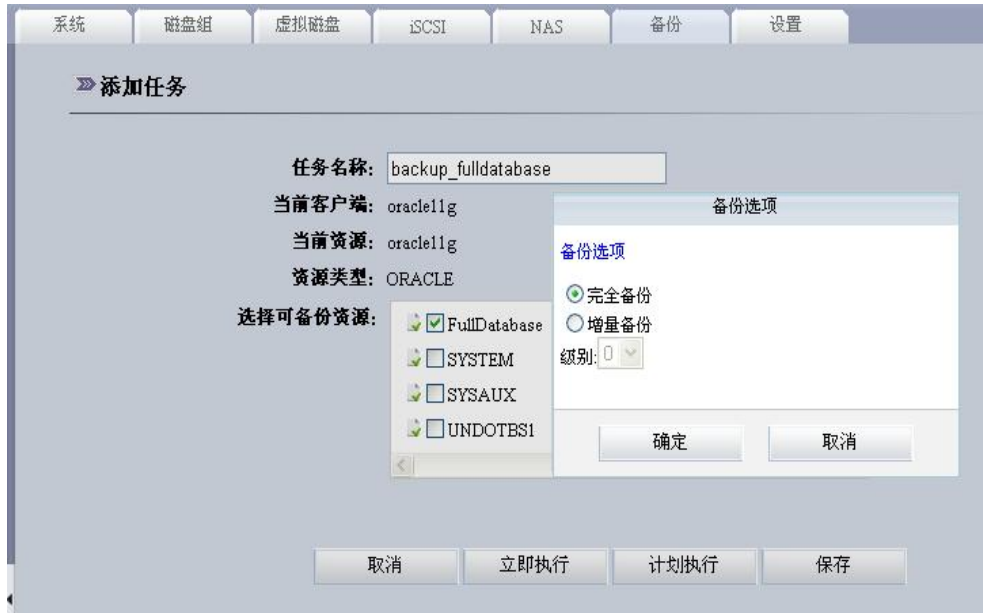 系统 磁盘组 虚拟磁盘 iSCSI NAS 备份 设置
添加任务
任务名称: backup_fulldatabase
当前客户端: oracle11g
备份选项
当前资源: oracle11g
备份选项
资源类型: ORACLE
完全备份
选择可备份资源: FullDatabase
增量备份
SYSTEM
级别: 0
SYSAUX
UNDOTBS1
确定 取消
取消 立即执行 计划执行 保存